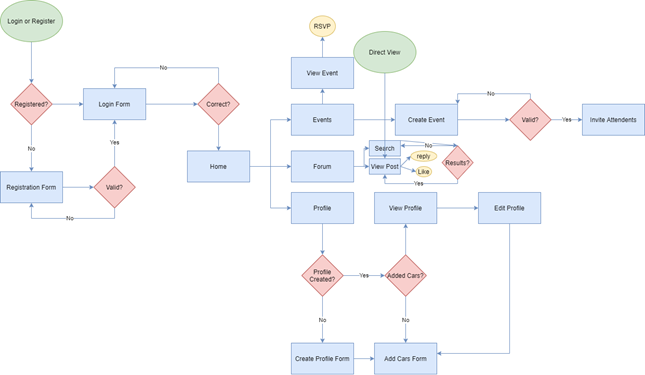 Login or Register
RSVP
Direct View
No
View Event
No
Registered?
Login Form
Correct?
Events
Create Event
Valid?
Yes
Invite Attendents
No
Yes
Search
No
reply
Home
Forum
View Post
Results?
Like
Registration Form
Valid?
Yes
No
Profile
View Profile
Edit Profile
Profile
Created?
Yes
Added Cars?
No
No
Create Profile Form
Add Cars Form